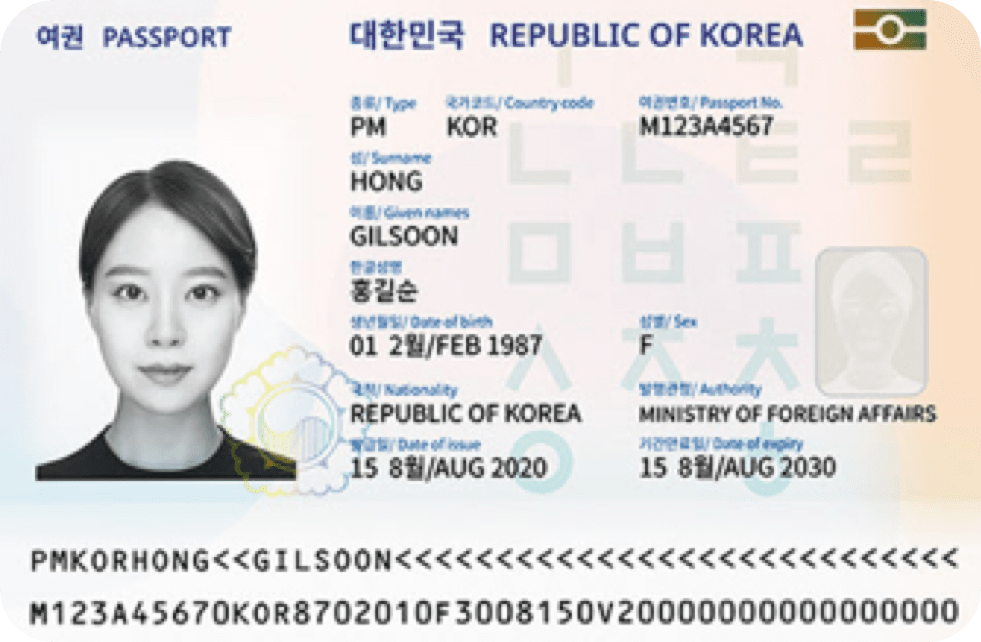 여권 PASSPORT 대한민국 REPUBLIC OF KOREA
종류/ Type 국가코드/ Country code 여권번호/ Passport No.
PM KOR M123A4567
성/ Surname
HONG
이름/ Given names
GILSOON
한글성명
홍길순
생년월일/ Date of birth 성별/ Sex
01 2월/FEB 1987 F
국적/ Nationality 발행관청/ Authority
REPUBLIC OF KOREA MINISTRY OF FOREIGN AFFAIRS
발급일/ Date of issue 기간만료일/ Date of expiry
15 8월/AUG 2020 15 8월/AUG 2030
PMKORHONG<<GILSOON<<<<<<<<<<<<<<<<<<<<<<<<<<<<
M123A45670KOR8702010F3008150V20000000000000000